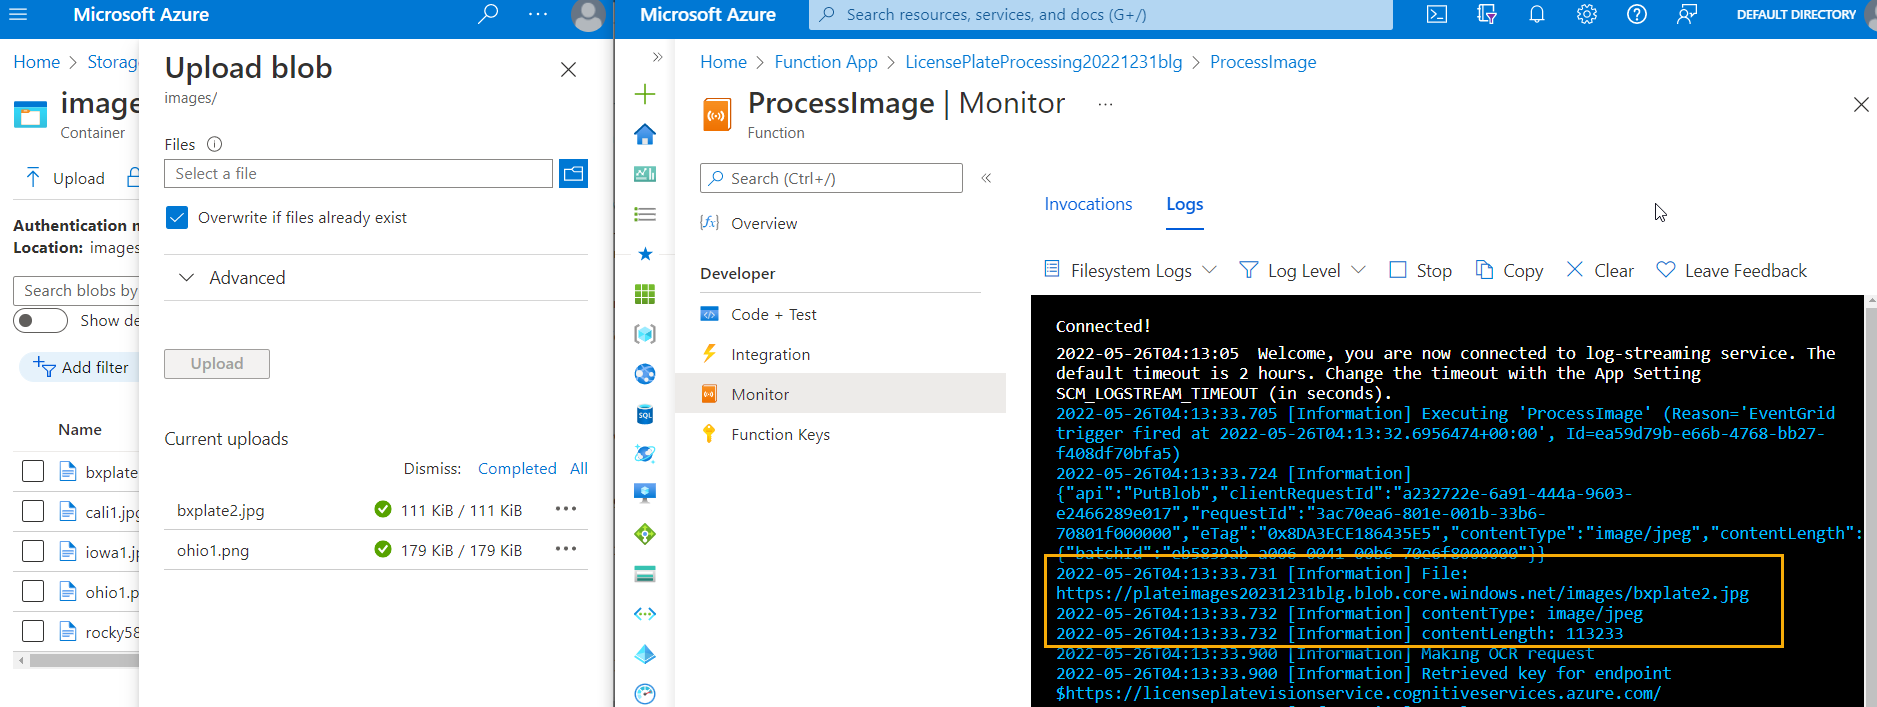 Microsoft Azure
Home > Storag
image
Container
Upload
Authentication n
Location: images
Search blobs by
Show de
Add filter
Name
bxplate
cali1.jpg
iowa1.jp
ohio1.p
rocky58
Upload blob
images/
Files
Select a file
Overwrite if files already exist
Advanced
Upload
Current uploads
Dismiss: Completed All
bxplate2.jpg 111 KiB / 111 KiB
ohio1.png 179 KiB / 179 KiB
Microsoft Azure
Search resources, services, and docs (G+/)
DEFAULT DIRECTORY
Home > Function App > LicensePlateProcessing20221231blg > ProcessImage
ProcessImage | Monitor
Function
Search (Ctrl+/)
Overview
Developer
Code + Test
Integration
Monitor
Function Keys
Invocations Logs
Filesystem Logs Log Level Stop Copy Clear Leave Feedback
Connected!
2022-05-26T04:13:05 Welcome, you are now connected to log-streaming service. The
default timeout is 2 hours. Change the timeout with the App Setting
SCM_LOGSTREAM_TIMEOUT (in seconds).
2022-05-26T04:13:33.705 [Information] Executing 'ProcessImage' (Reason='EventGrid
trigger fired at 2022-05-26T04:13:32.6956474+00:00', Id=ea59d79b-e66b-4768-bb27-
f408df70bfa5)
2022-05-26T04:13:33.724 [Information]
{"api":"PutBlob","clientRequestId":"a232722e-6a91-444a-9603-
e2466289e017","requestId":"3ac70ea6-801e-001b-33b6-
70801f000000","eTag":"0x8DA3ECE186435E5","contentType":"image/jpeg","contentLength":
{"batchId":"eb5839ab-a006-0041-00b6-70e6f8000000"}}
2022-05-26T04:13:33.731 [Information] File:
https://plateimages20231231blg.blob.core.windows.net/images/bxplate2.jpg
2022-05-26T04:13:33.732 [Information] contentType: image/jpeg
2022-05-26T04:13:33.732 [Information] contentLength: 113233
2022-05-26T04:13:33.900 [Information] Making OCR request
2022-05-26T04:13:33.900 [Information] Retrieved key for endpoint
$https://licenseplatevisionservice.cognitiveservices.azure.com/